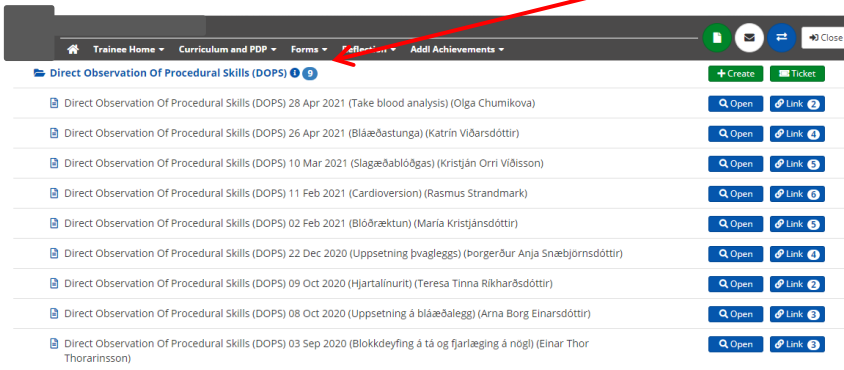 Close
Trainee Home Curriculum and PDP Forms Reflection Addl Achievements
Direct Observation Of Procedural Skills (DOPS) 9 Create Ticket
Direct Observation Of Procedural Skills (DOPS) 28 Apr 2021 (Take blood analysis) (Olga Chumikova) Open Link 2
Direct Observation Of Procedural Skills (DOPS) 26 Apr 2021 (Bláæðastunga) (Katrín Viðarsdóttir) Open Link 4
Direct Observation Of Procedural Skills (DOPS) 10 Mar 2021 (Slagæðablóðgas) (Kristján Orri Víðisson) Open Link 5
Direct Observation Of Procedural Skills (DOPS) 11 Feb 2021 (Cardioversion) (Rasmus Strandmark) Open Link 6
Direct Observation Of Procedural Skills (DOPS) 02 Feb 2021 (Blóðræktun) (María Kristjánsdóttir) Open Link 5
Direct Observation Of Procedural Skills (DOPS) 22 Dec 2020 (Uppsetning þvagleggs) (Þorgerður Anja Snæbjörnsdóttir) Open Link 4
Direct Observation Of Procedural Skills (DOPS) 09 Oct 2020 (Hjartalínurit) (Teresa Tinna Ríkharðsdóttir) Open Link 2
Direct Observation Of Procedural Skills (DOPS) 08 Oct 2020 (Uppsetning á bláæðalegg) (Arna Borg Einarsdóttir) Open Link 3
Direct Observation Of Procedural Skills (DOPS) 03 Sep 2020 (Blokkdeyfing á tá og fjarlæging á nögl) (Einar Thor Open Link 3
Thorarinsson)